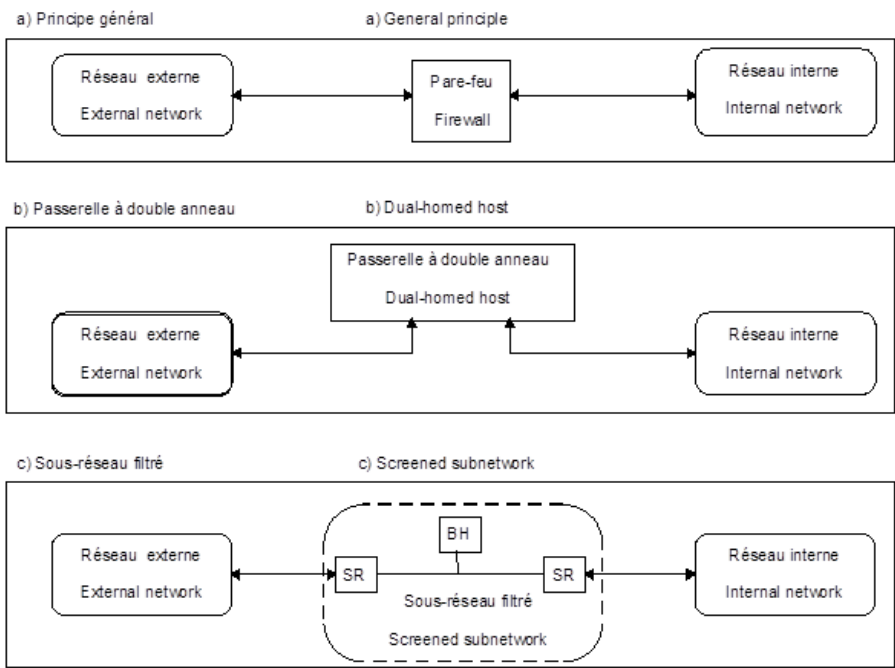 a) Principe général a) General principle
Réseau externe
External network
Pare-feu
Firewall
Réseau interne
Internal network
b) Passerelle à double anneau b) Dual-homed host
Passerelle à double anneau
Dual-homed host
Réseau externe
External network
Réseau interne
Internal network
c) Sous-réseau filtré c) Screened subnetwork
Réseau externe
External network
BH
SR
SR
Sous-réseau filtré
Screened subnetwork
Réseau interne
Internal network